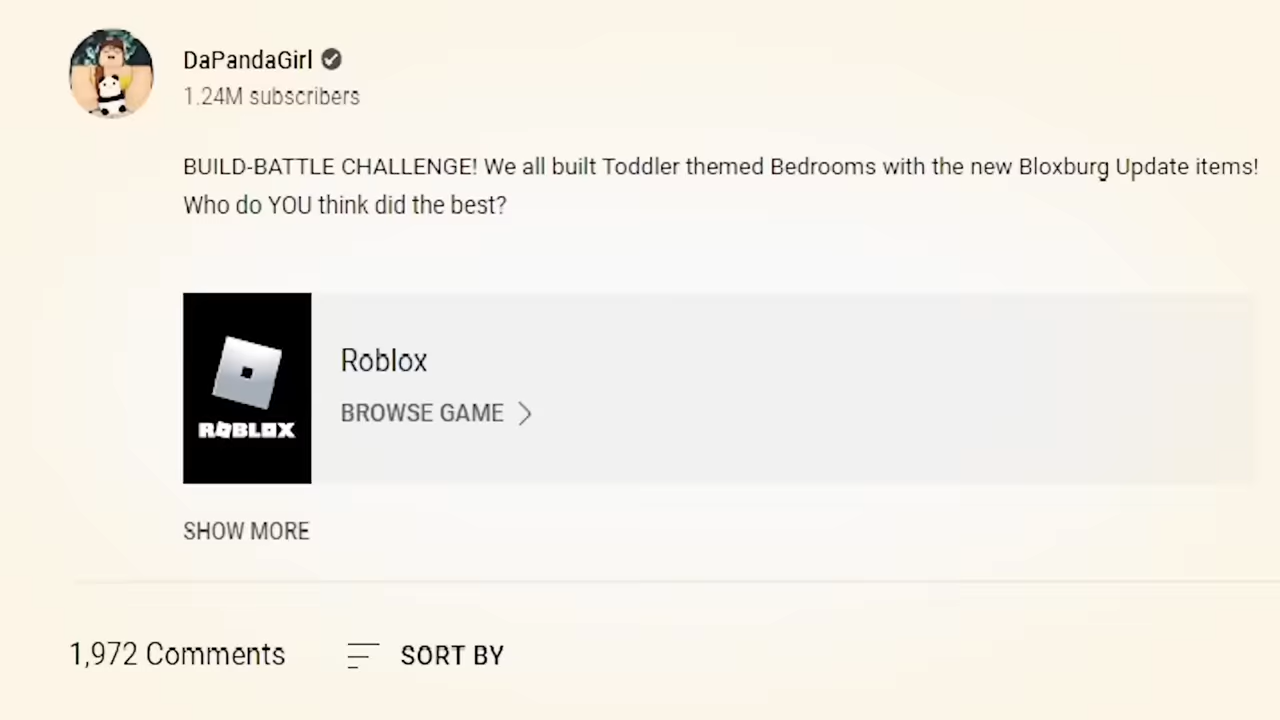 DaPandaGirl
1.24M subscribers
BUILD-BATTLE CHALLENGE! We all built Toddler themed Bedrooms with the new Bloxburg Update items!
Who do YOU think did the best?
Roblox
BROWSE GAME
ROBLOX
SHOW MORE
1,972 Comments
SORT BY